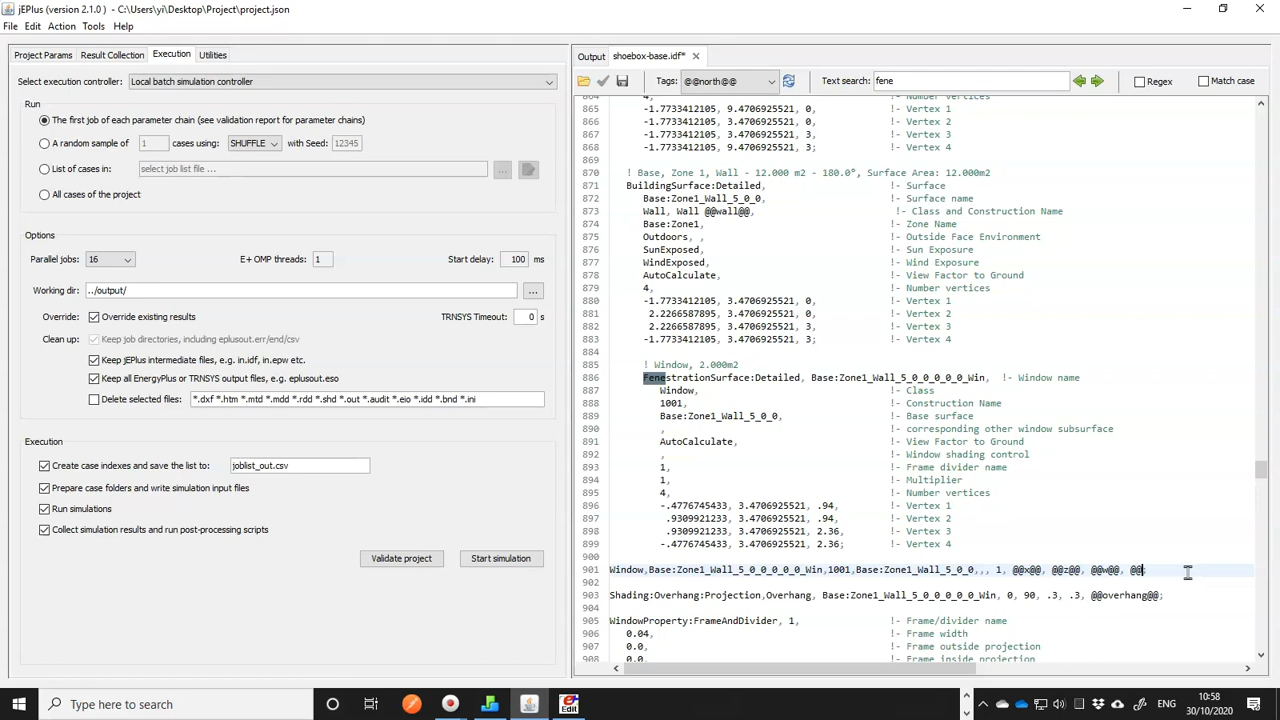 jEPlus (version 2.1.0 ) - C:\Users\yi\Desktop\Project\project.json
File Edit Action Tools Help
Project Params Result Collection Execution Utilities
Select execution controller: Local batch simulation controller
Run
The first job of each parameter chain (see validation report for parameter chains)
A random sample of 1 cases using: SHUFFLE with Seed: 12345
List of cases in: select job list file ... ...
All cases of the project
Options
Parallel jobs: 16 E+ OMP threads: 1 Start delay: 100 ms
Working dir: ../output/ ...
Override: Override existing results TRNSYS Timeout: 0 s
Clean up: Keep job directories, including eplusout.err/end/csv
Keep jEPlus intermediate files, e.g. in.idf, in.epw etc.
Keep all EnergyPlus or TRNSYS output files, e.g. eplusout.eso
Delete selected files: *.dxf *.htm *.mtd *.mdd *.rdd *.shd *.out *.audit *.eio *.idd *.bnd *.ini
Execution
Create case indexes and save the list to: joblist_out.csv
Prepare case folders and write simulation input files
Run simulations
Collect simulation results and run post-processing scripts
Validate project Start simulation
Output shoebox-base.idf*
Tags: @@north@@ Text search: fene Regex Match case
864 4, !- Number vertices
865 -1.7733412105, 9.4706925521, 0, !- Vertex 1
866 -1.7733412105, 3.4706925521, 0, !- Vertex 2
867 -1.7733412105, 3.4706925521, 3, !- Vertex 3
868 -1.7733412105, 9.4706925521, 3; !- Vertex 4
869
870 ! Base, Zone 1, Wall - 12.000 m2 - 180.0°, Surface Area: 12.000m2
871 BuildingSurface:Detailed, !- Surface
872 Base:Zone1_Wall_5_0_0, !- Surface name
873 Wall, Wall @@wall@@, !- Class and Construction Name
874 Base:Zone1, !- Zone Name
875 Outdoors, , !- Outside Face Environment
876 SunExposed, !- Sun Exposure
877 WindExposed, !- Wind Exposure
878 AutoCalculate, !- View Factor to Ground
879 4, !- Number vertices
880 -1.7733412105, 3.4706925521, 0, !- Vertex 1
881 2.2266587895, 3.4706925521, 0, !- Vertex 2
882 2.2266587895, 3.4706925521, 3, !- Vertex 3
883 -1.7733412105, 3.4706925521, 3; !- Vertex 4
884
885 ! Window, 2.000m2
886 FenestrationSurface:Detailed, Base:Zone1_Wall_5_0_0_0_0_0_Win, !- Window name
887 Window, !- Class
888 1001, !- Construction Name
889 Base:Zone1_Wall_5_0_0, !- Base surface
890 , !- corresponding other window subsurface
891 AutoCalculate, !- View Factor to Ground
892 , !- Window shading control
893 1, !- Frame divider name
894 1, !- Multiplier
895 4, !- Number vertices
896 -.4776745433, 3.4706925521, .94, !- Vertex 1
897 .9309921233, 3.4706925521, .94, !- Vertex 2
898 .9309921233, 3.4706925521, 2.36, !- Vertex 3
899 -.4776745433, 3.4706925521, 2.36; !- Vertex 4
900
901 Window,Base:Zone1_Wall_5_0_0_0_0_0_Win,1001,Base:Zone1_Wall_5_0_0,,, 1, @@x@@, @@z@@, @@w@@, @@;
902
903 Shading:Overhang:Projection,Overhang, Base:Zone1_Wall_5_0_0_0_0_0_Win, 0, 90, .3, .3, @@overhang@@;
904
905 WindowProperty:FrameAndDivider, 1, !- Frame/divider name
906 0.04, !- Frame width
907 0.0, !- Frame outside projection
908 0.0, !- Frame inside projection
Type here to search Edit ENG 10:58
30/10/2020